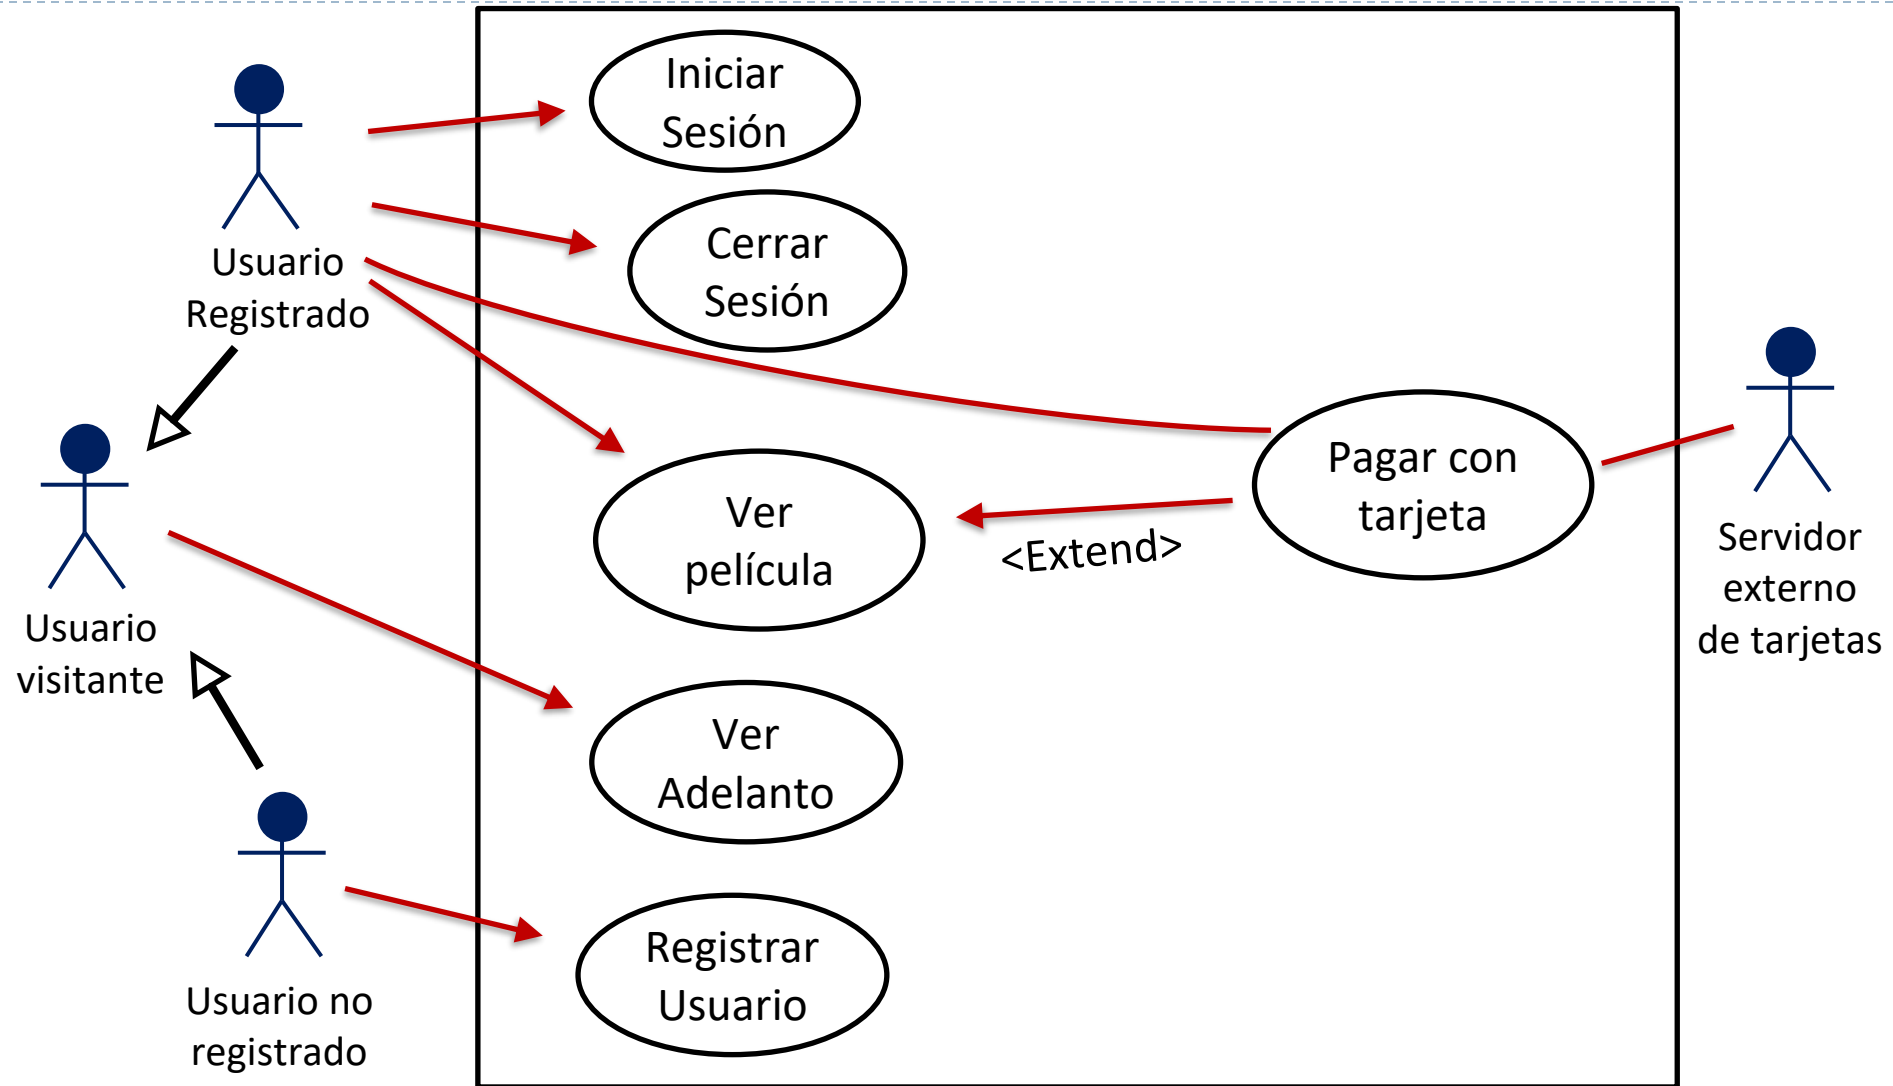 Iniciar
Sesión
Usuario
Registrado
Cerrar
Sesión
Pagar con
tarjeta
Ver
película
<Extend>
Servidor
externo
de tarjetas
Usuario
visitante
Ver
Adelanto
Registrar
Usuario
Usuario no
registrado